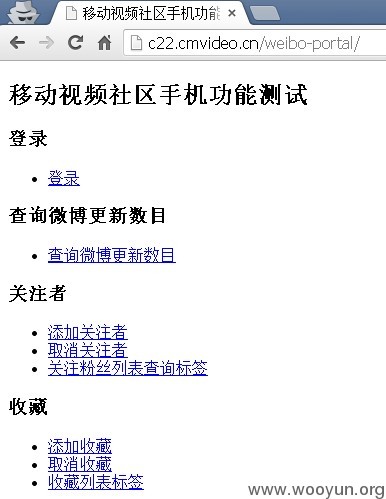 移动视频社区手机功能
c22.cmvideo.cn/weibo-portal/
移动视频社区手机功能测试
登录
登录
查询微博更新数目
查询微博更新数目
关注者
添加关注者
取消关注者
关注粉丝列表查询标签
收藏
添加收藏
取消收藏
收藏列表标签
www.wooyun.org